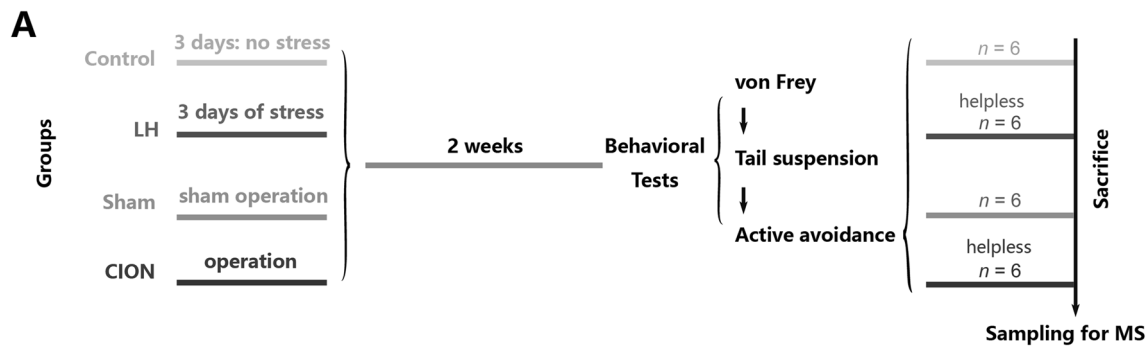 A
Groups
Control
3 days: no stress
LH
3 days of stress
Sham
sham operation
CION
operation
2 weeks
Behavioral
Tests
von Frey
Tail suspension
Active avoidance
n = 6
helpless
n = 6
n = 6
helpless
n = 6
Sacrifice
Sampling for MS